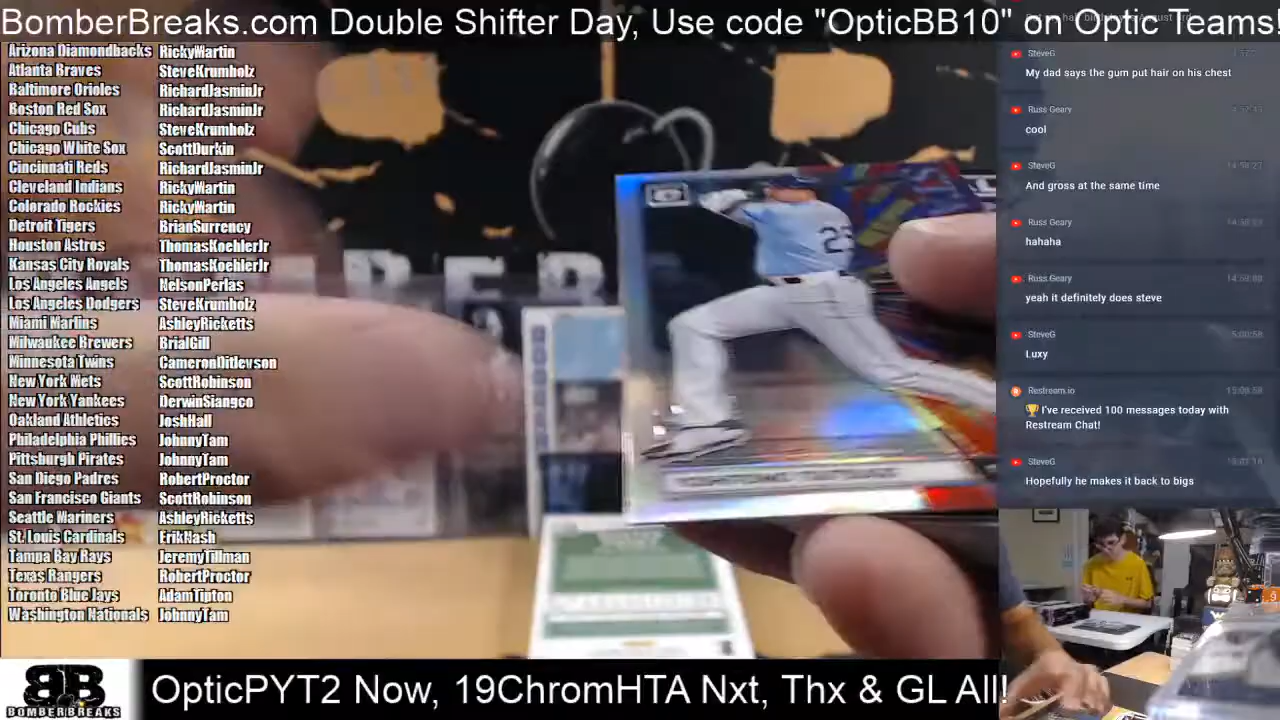 BomberBreaks.com Double Shifter Day, Use code "OpticBB10" on Optic Teams!
Arizona Diamondbacks RickyMartin
Atlanta Braves SteveKrumholz
Baltimore Orioles RichardJasminJr
Boston Red Sox RichardJasminJr
Chicago Cubs SteveKrumholz
Chicago White Sox ScottDurkin
Cincinnati Reds RichardJasminJr
Cleveland Indians RickyMartin
Colorado Rockies RickyMartin
Detroit Tigers BrianSurrency
Houston Astros ThomasKoehlerJr
Kansas City Royals ThomasKoehlerJr
Los Angeles Angels NelsonPerlas
Los Angeles Dodgers SteveKrumholz
Miami Marlins AshleyRicketts
Milwaukee Brewers BrialGill
Minnesota Twins CameronDitlevson
New York Mets ScottRobinson
New York Yankees DerwinSiangco
Oakland Athletics JoshHall
Philadelphia Phillies JohnnyTam
Pittsburgh Pirates JohnnyTam
San Diego Padres RobertProctor
San Francisco Giants ScottRobinson
Seattle Mariners AshleyRicketts
St. Louis Cardinals ErikNash
Tampa Bay Rays JeremyTillman
Texas Rangers RobertProctor
Toronto Blue Jays AdamTipton
Washington Nationals JohnnyTam
SteveG
My dad says the gum put hair on his chest
Russ Geary
cool
SteveG
And gross at the same time
Russ Geary
hahaha
Russ Geary
yeah it definitely does steve
SteveG
Luxy
Restream.io
🏆 I've received 100 messages today with
Restream Chat!
SteveG
Hopefully he makes it back to bigs
BB
BOMBERBREAKS
OpticPYT2 Now, 19ChromHTA Nxt, Thx & GL All!